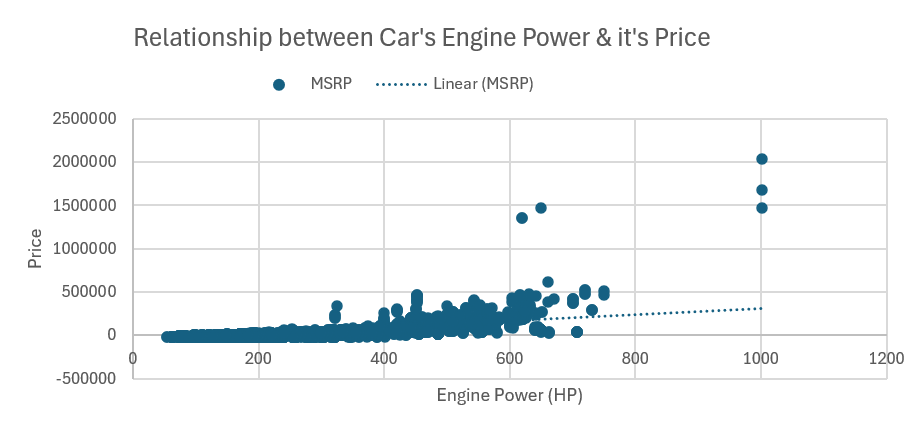 Relationship between Car's Engine Power & it's Price
MSRP Linear (MSRP)
2500000
2000000
1500000
1000000
500000
0
-500000
Price
0 200 400 600 800 1000 1200
Engine Power (HP)